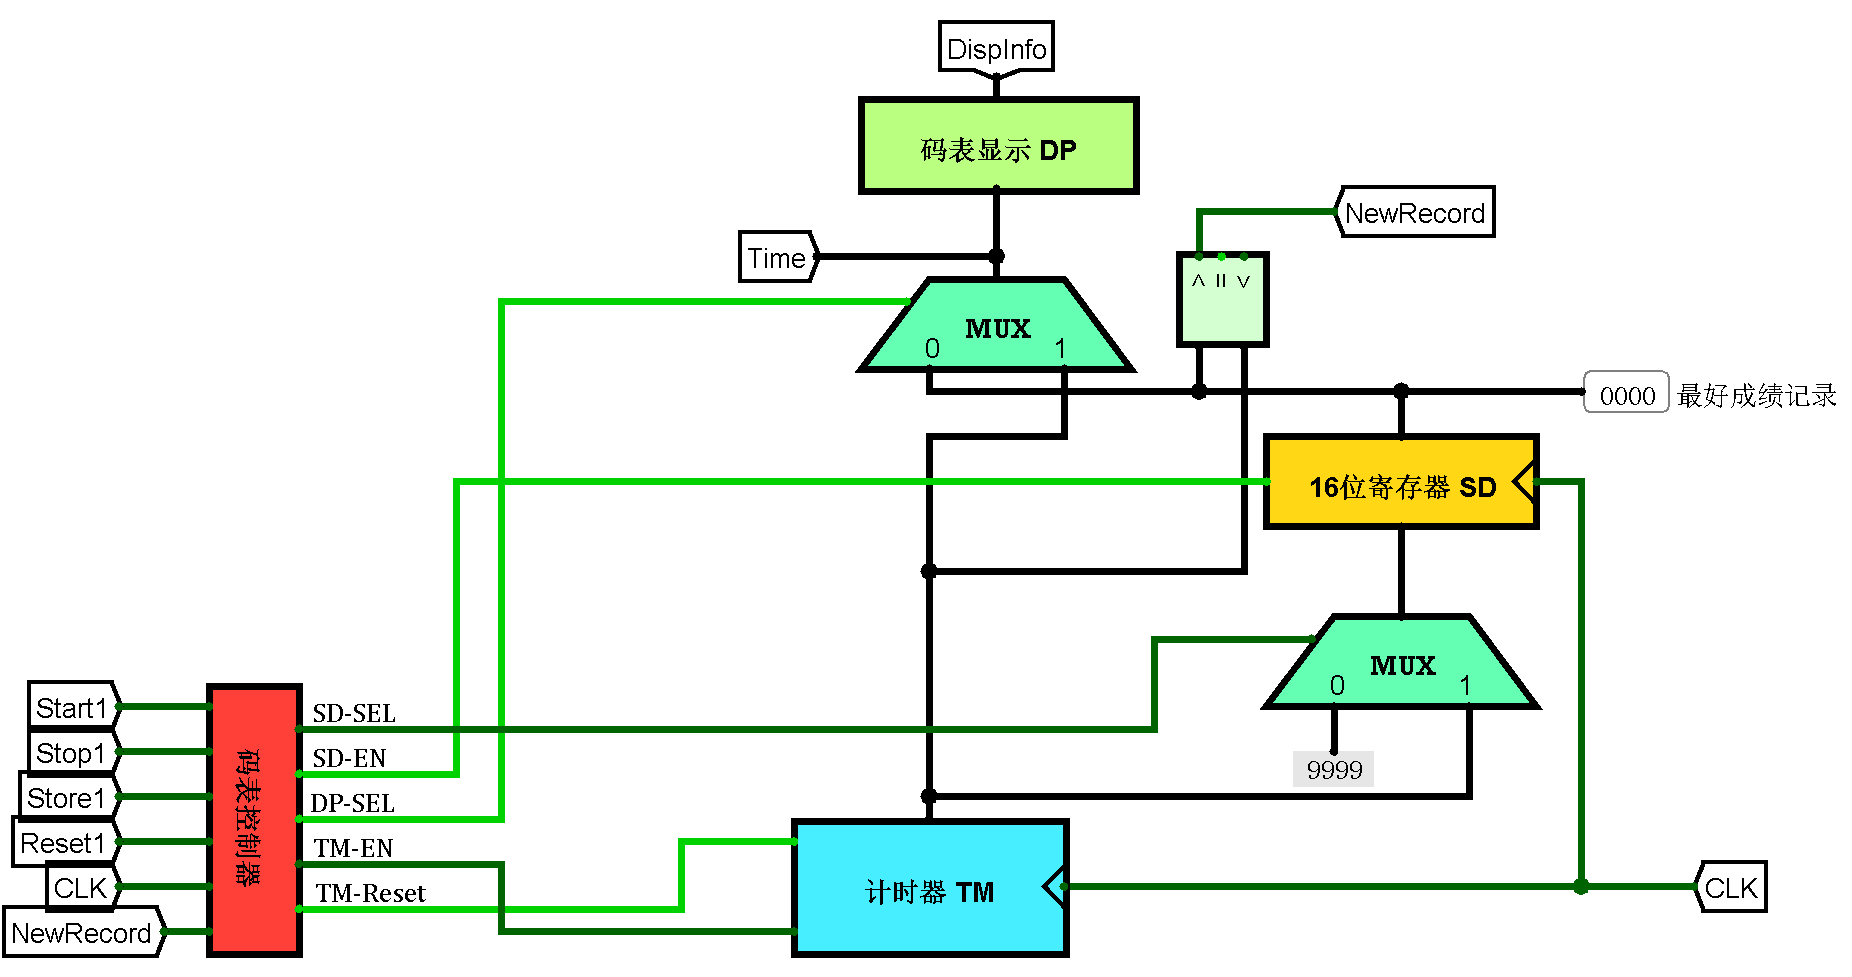 DispInfo
码表显示 DP
NewRecord
Time
> = <
MUX
0 1
0000 最好成绩记录
16位寄存器 SD
MUX
0 1
9999
Start1
Stop1
Store1
Reset1
CLK
NewRecord
码表控制器
SD-SEL
SD-EN
DP-SEL
TM-EN
TM-Reset
计时器 TM
CLK